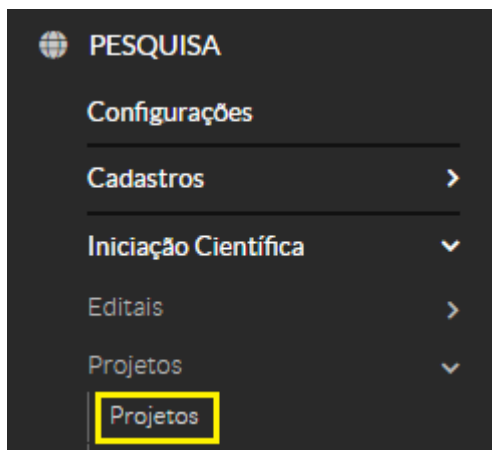 PESQUISA
Configurações
Cadastros
Iniciação Científica
Editais
Projetos
Projetos